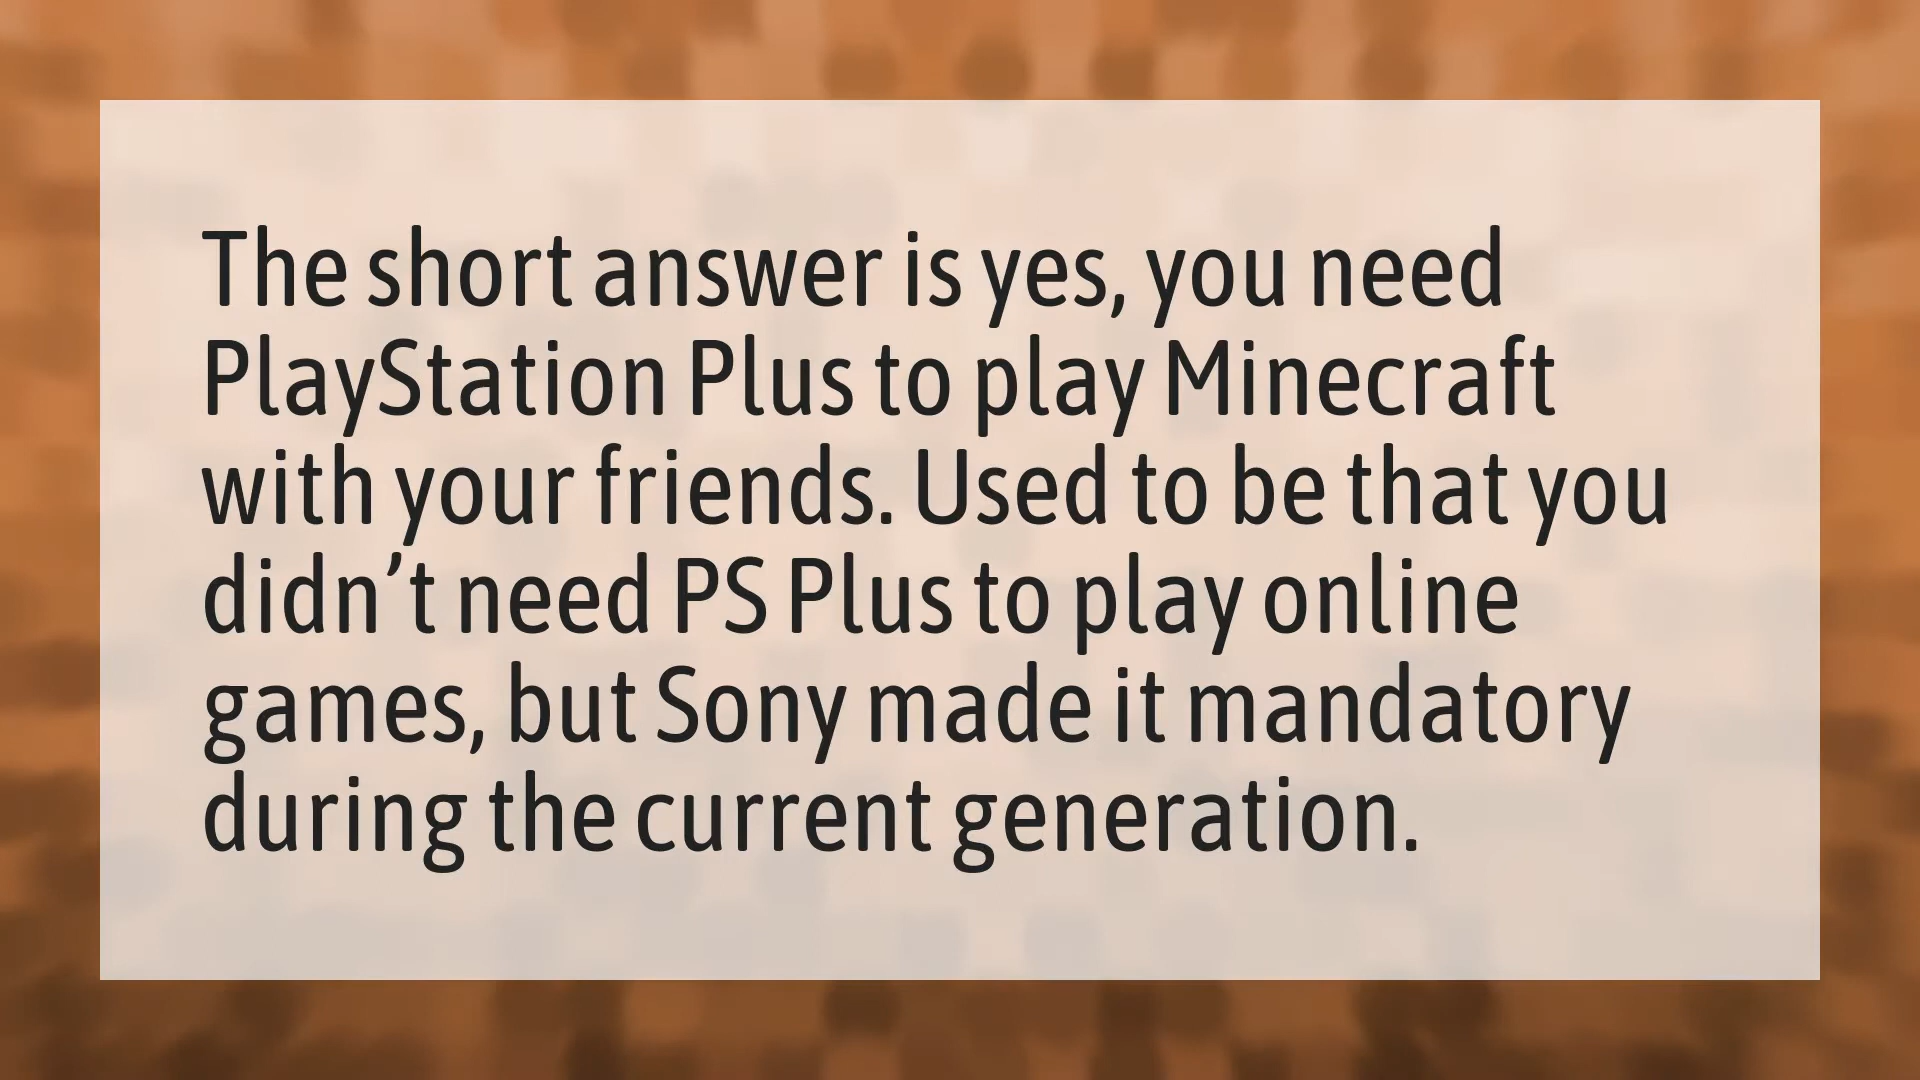 The short answer is yes, you need
PlayStation Plus to play Minecraft
with your friends. Used to be that you
didn’t need PS Plus to play online
games, but Sony made it mandatory
during the current generation.